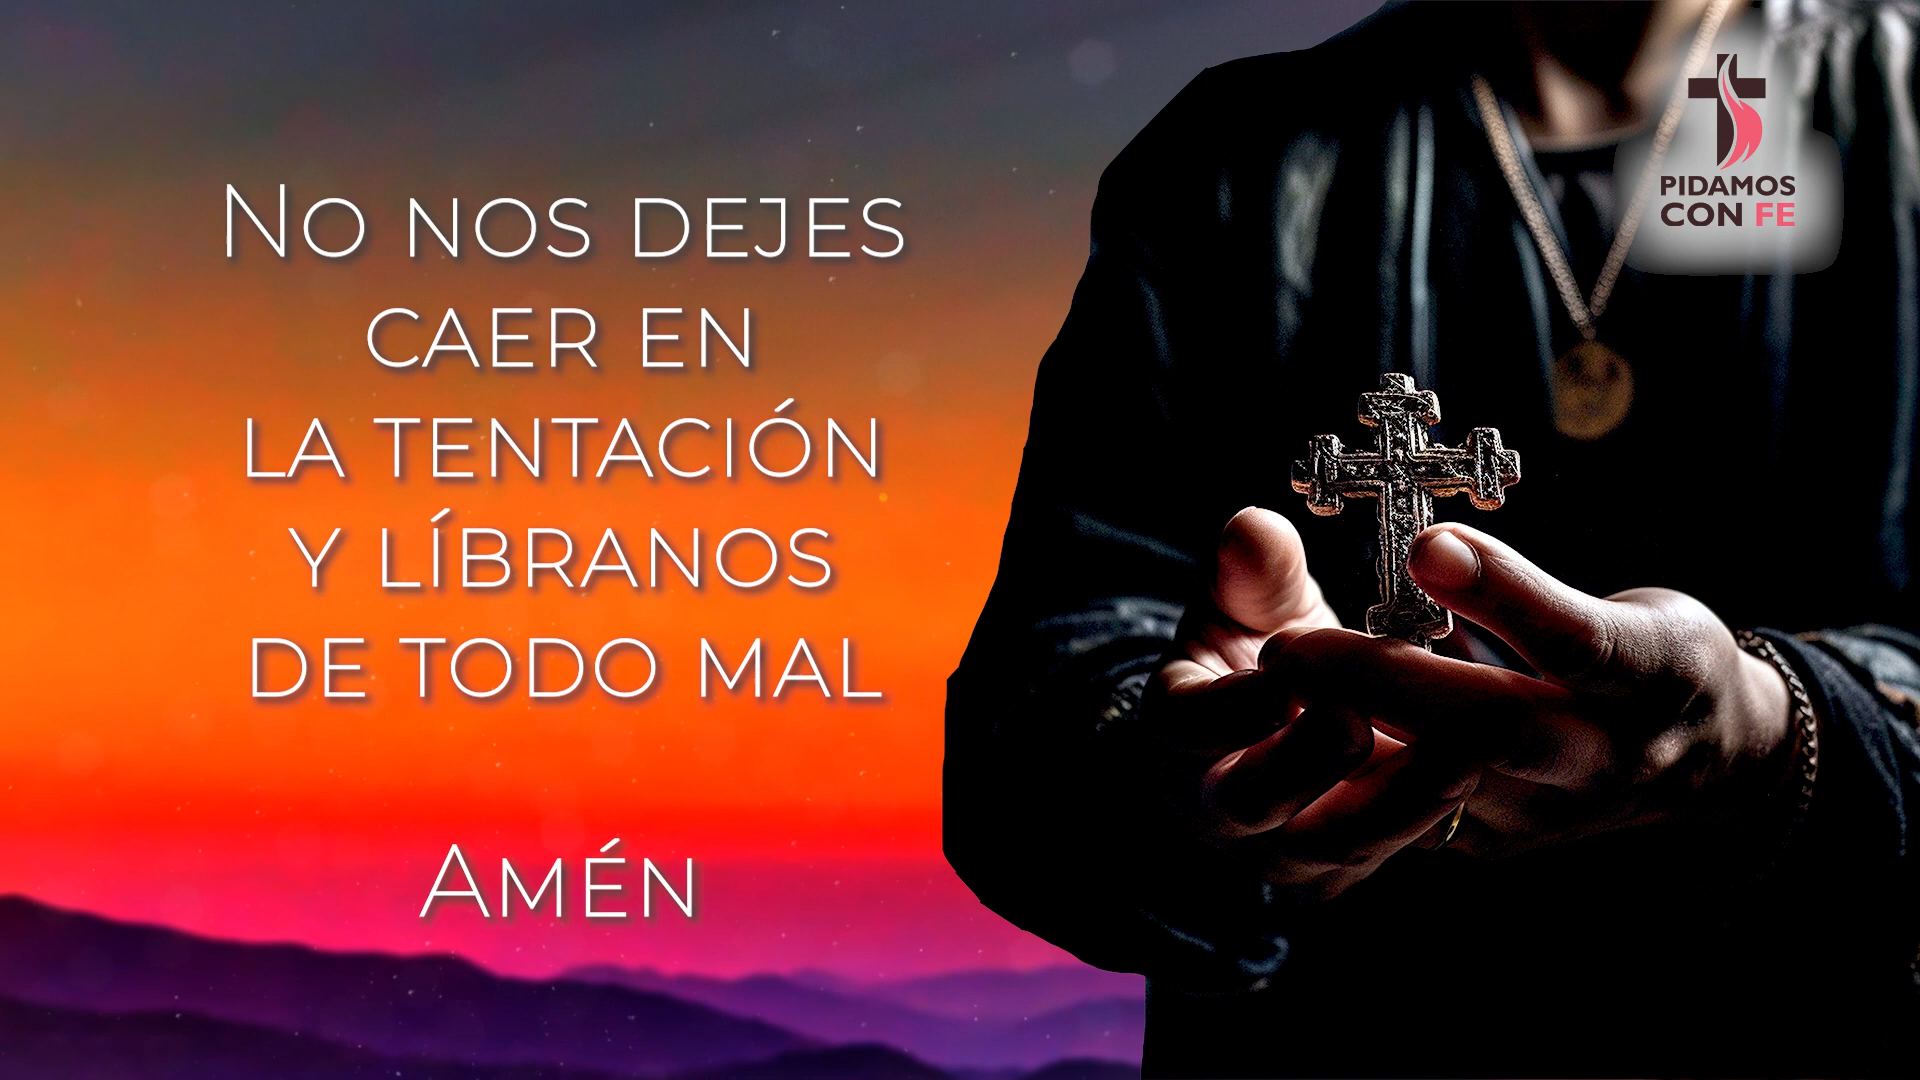 No nos dejes
caer en
la tentación
y líbranos
de todo mal
Amén
PIDAMOS
CON FE